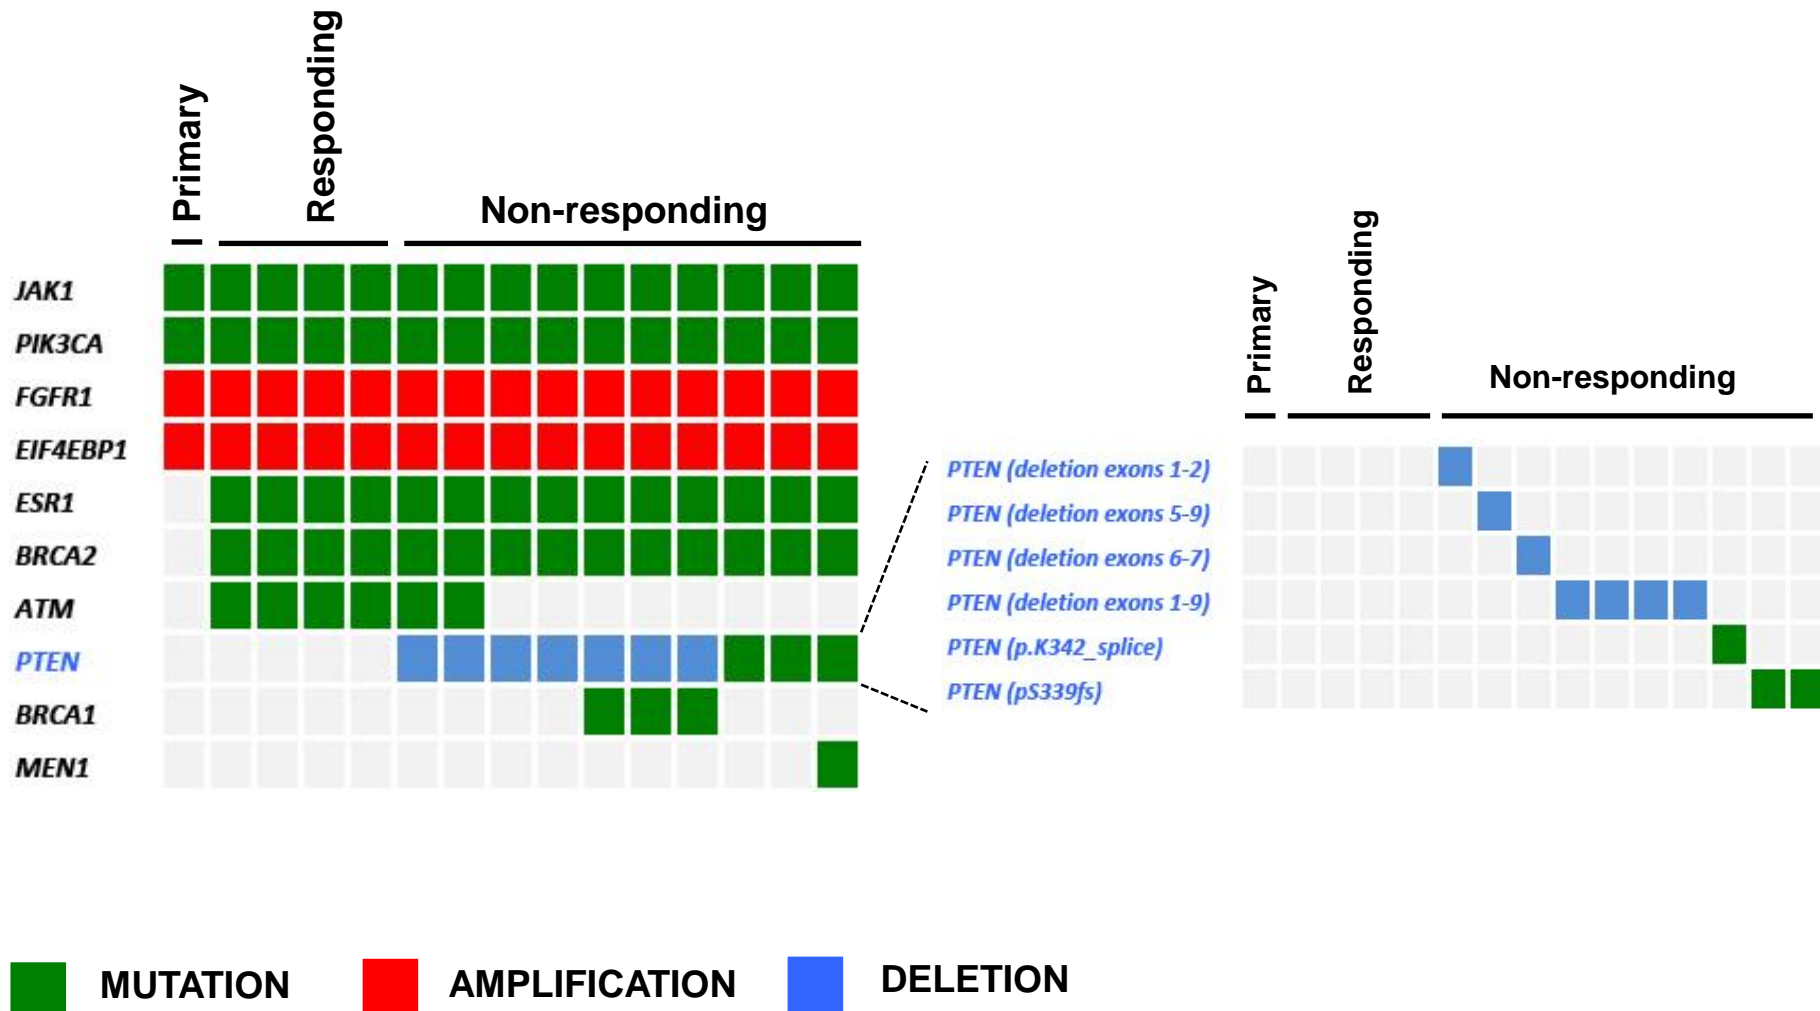 Primary
Responding
Non-responding
JAK1
PIK3CA
FGFR1
EIF4EBP1
ESR1
BRCA2
ATM
PTEN
BRCA1
MEN1
Primary
Responding
Non-responding
PTEN (deletion exons 1-2)
PTEN (deletion exons 5-9)
PTEN (deletion exons 6-7)
PTEN (deletion exons 1-9)
PTEN (p.K342_splice)
PTEN (pS339fs)
MUTATION
AMPLIFICATION
DELETION